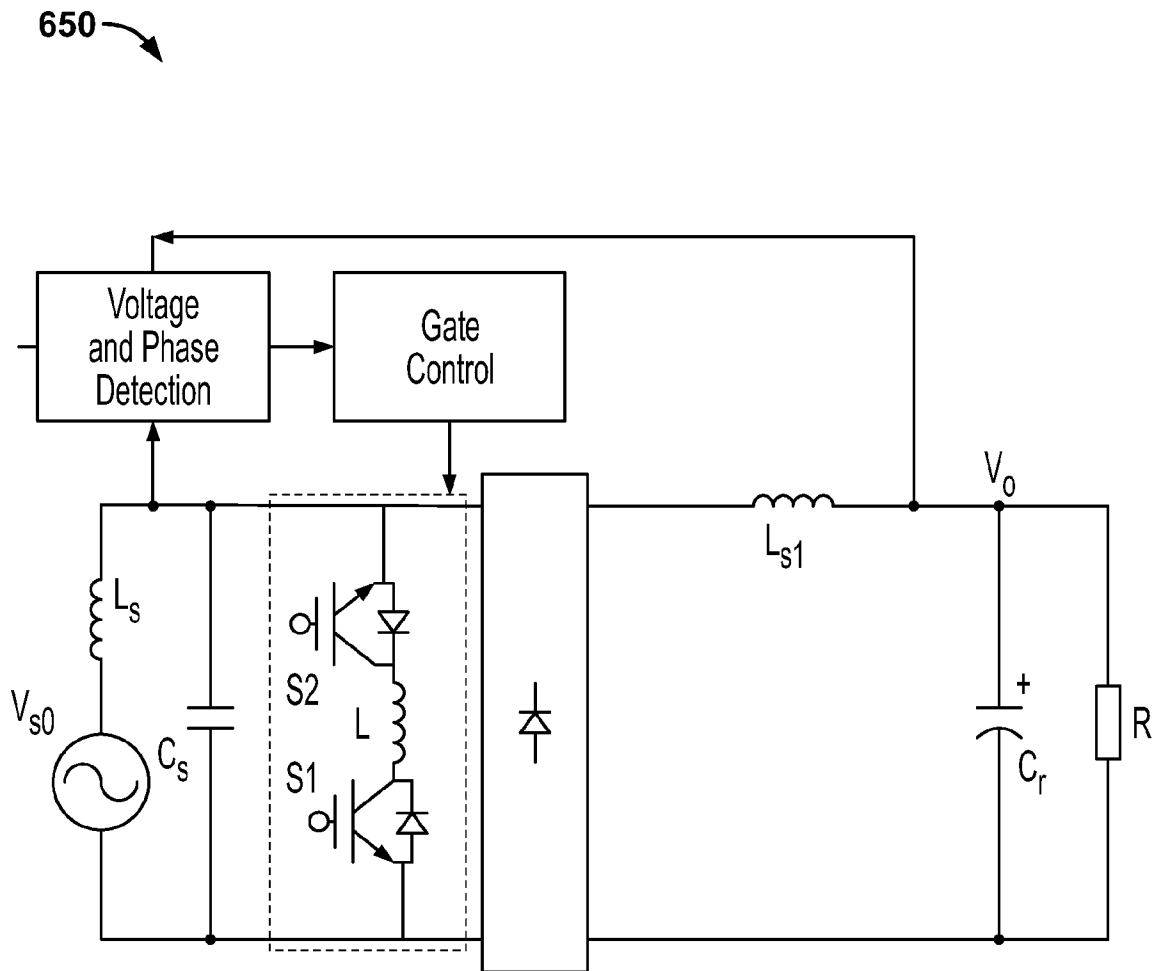 650
Voltage
and Phase
Detection
Gate
Control
V_o
L_s1
L_s
S2
V_s0
L
+
R
C_s
S1
C_r